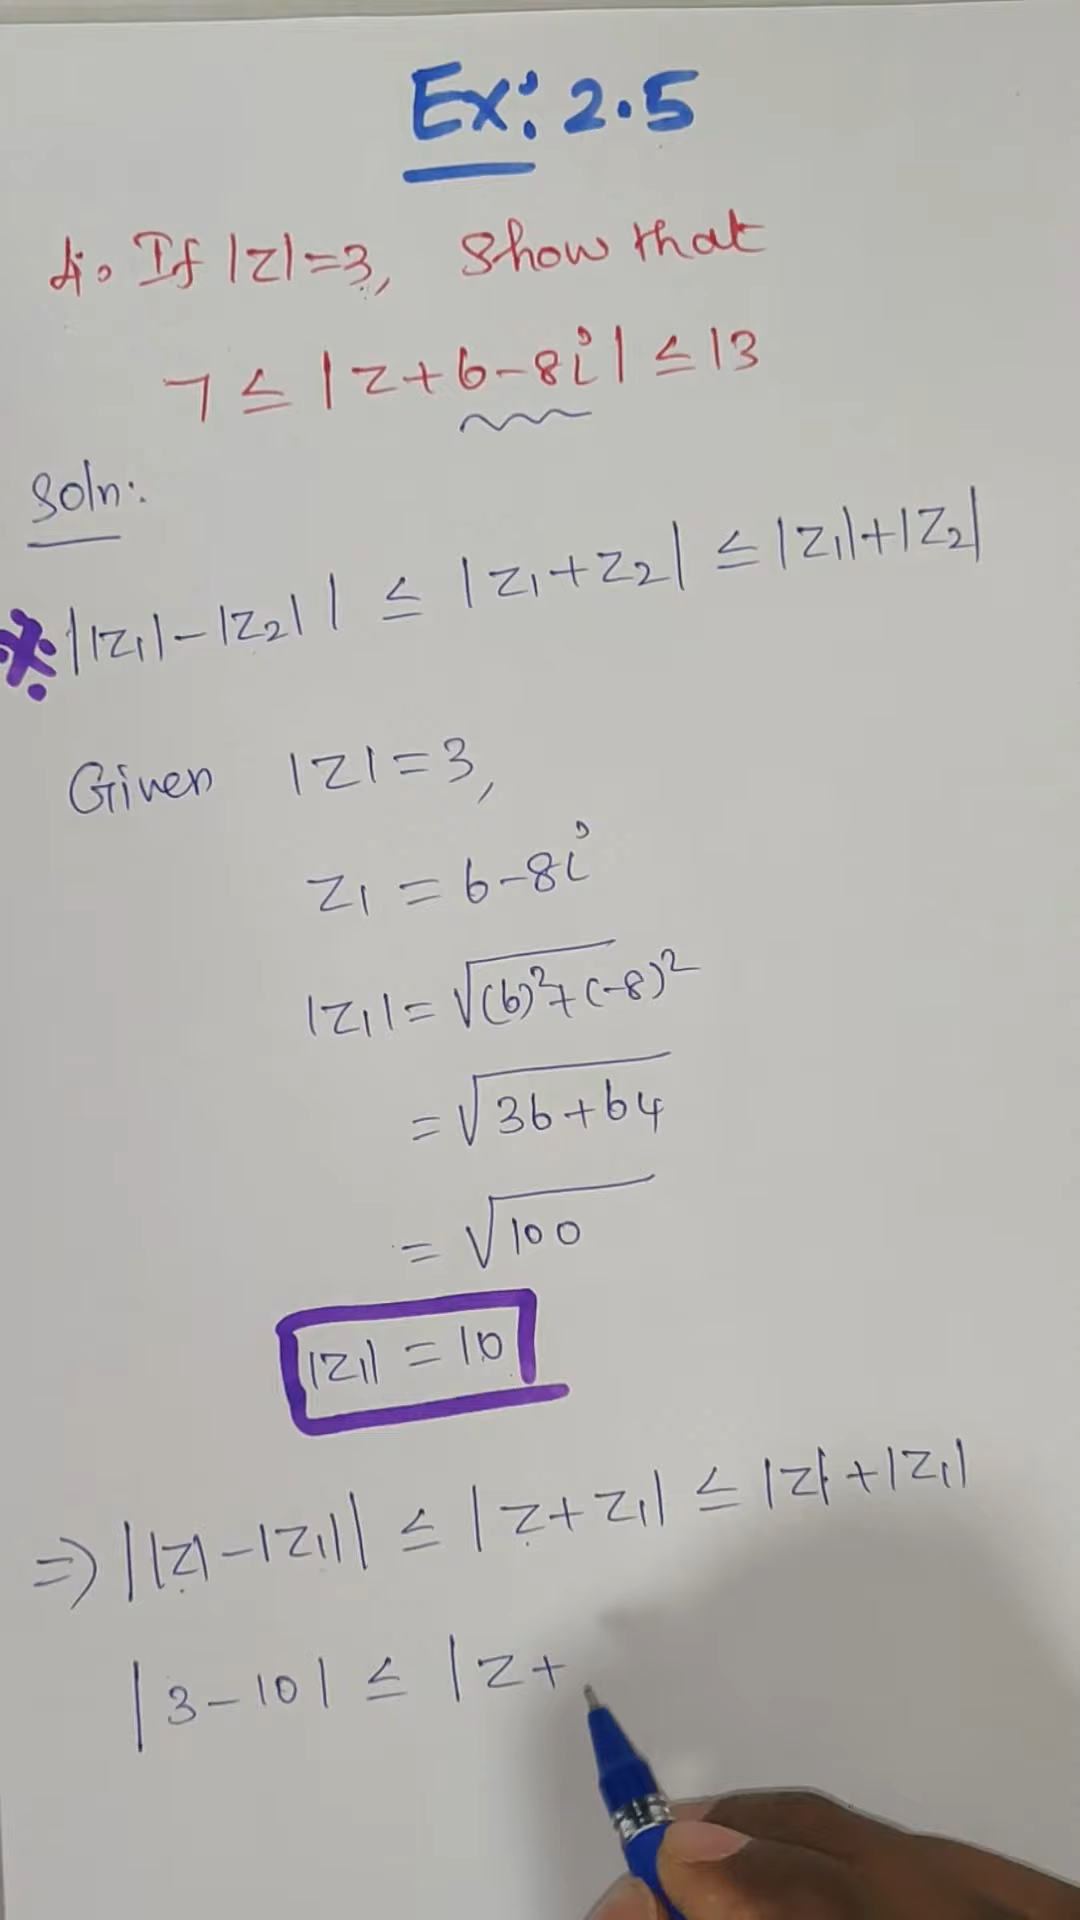 Ex: 2.5
4. If |z|=3, Show that
7 ≤ |z+6-8i| ≤ 13
Soln:
||z₁|-|z₂|| ≤ |z₁+z₂| ≤ |z₁|+|z₂|
Given |z|=3,
z₁ = 6-8i
|z₁| = √(6)²+(-8)²
= √36+64
= √100
|z₁| = 10
⇒ ||z|-|z₁|| ≤ |z+z₁| ≤ |z|+|z₁|
|3-10| ≤ |z+